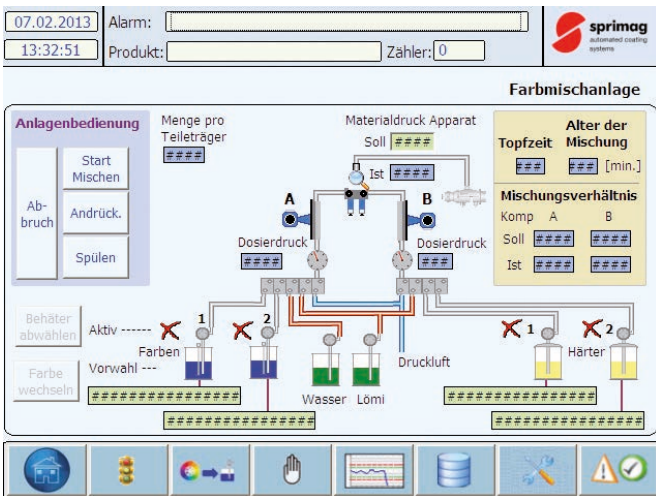 07.02.2013 Alarm:
sprimag
automated coating
systems
13:32:51 Produkt: Zähler: 0
Farbmischanlage
Anlagenbedienung
Menge pro
Teileträger
####
Materialdruck Apparat
Soll ####
Ist ####
Topfzeit
Alter der
Mischung
### ### [min.]
Start
Mischen
Ab-
bruch
Andrück.
Spülen
A
B
Mischungsverhältnis
Komp A B
Soll #### ####
Ist #### ####
Dosierdruck
####
Dosierdruck
###
Behäter
abwählen
Aktiv ------
1
2
1
2
Farben
Härter
Vorwahl ---
Druckluft
Farbe
wechseln
Wasser Lömi
################
################
################
################